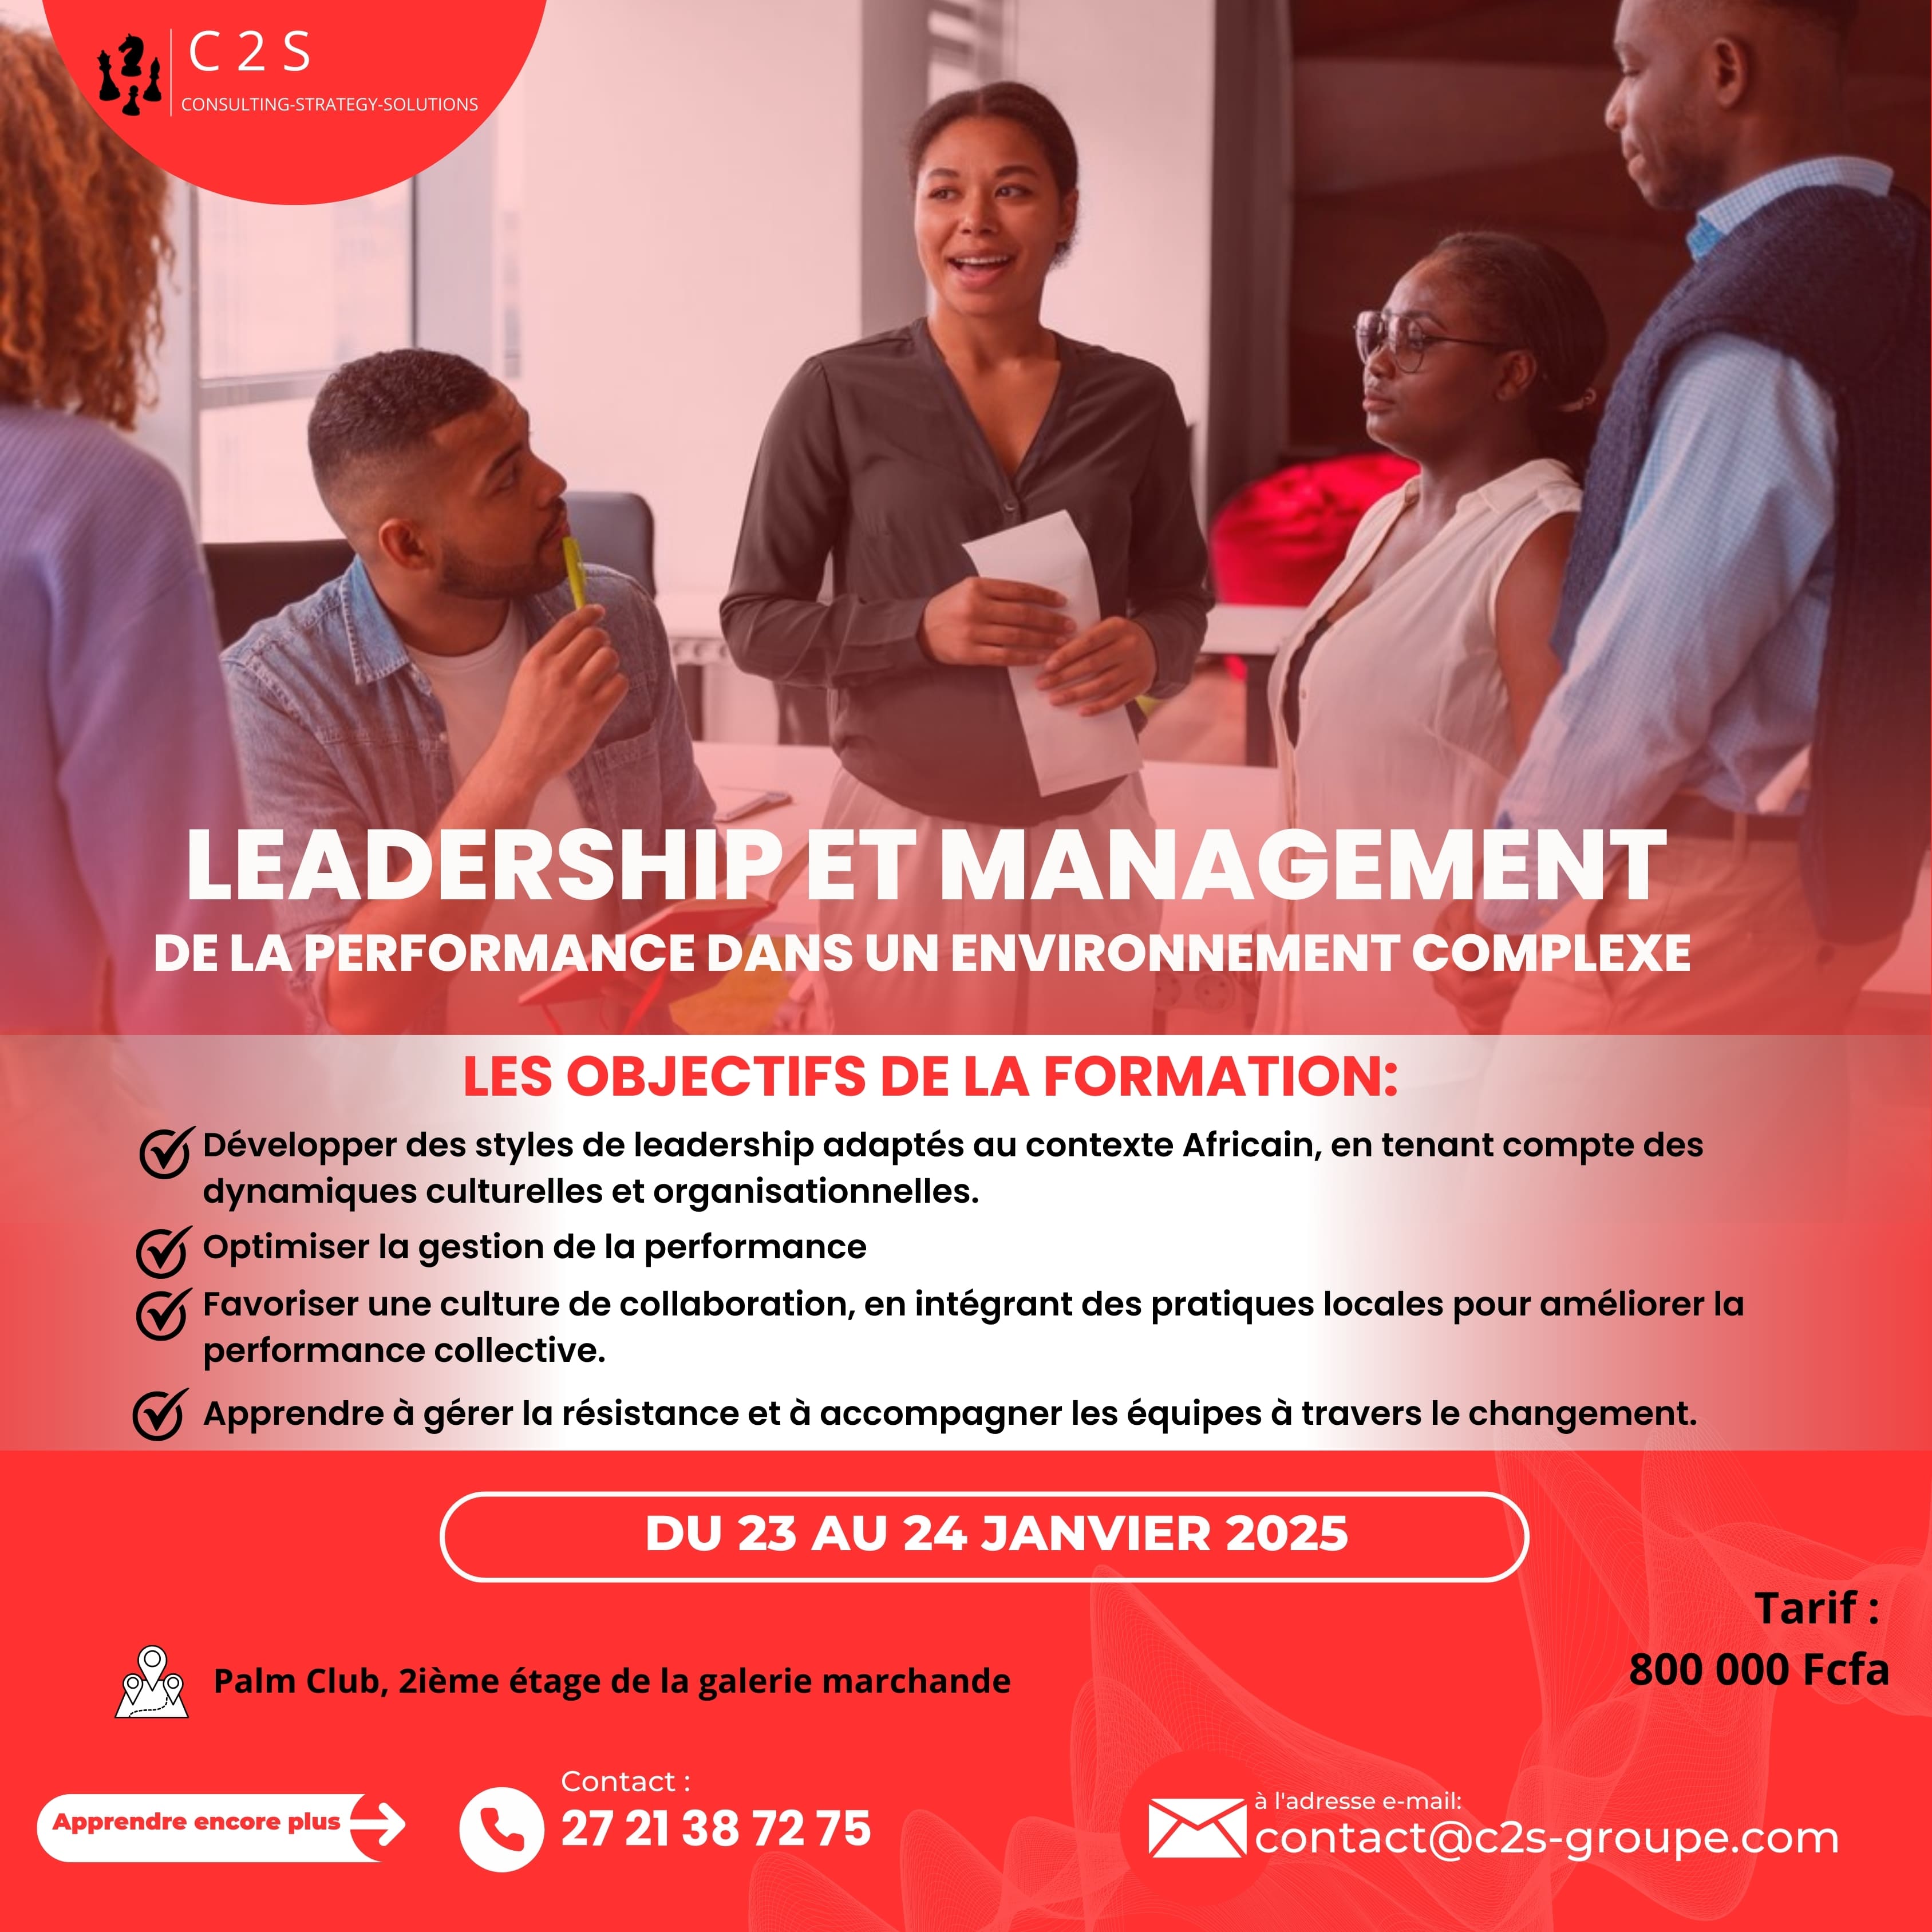 C 2 S
CONSULTING-STRATEGY-SOLUTIONS
LEADERSHIP ET MANAGEMENT
DE LA PERFORMANCE DANS UN ENVIRONNEMENT COMPLEXE
LES OBJECTIFS DE LA FORMATION:
Développer des styles de leadership adaptés au contexte Africain, en tenant compte des
dynamiques culturelles et organisationnelles.
Optimiser la gestion de la performance
Favoriser une culture de collaboration, en intégrant des pratiques locales pour améliorer la
performance collective.
Apprendre à gérer la résistance et à accompagner les équipes à travers le changement.
DU 23 AU 24 JANVIER 2025
Tarif :
800 000 Fcfa
Palm Club, 2ième étage de la galerie marchande
Apprendre encore plus
Contact :
27 21 38 72 75
à l'adresse e-mail:
contact@c2s-groupe.com